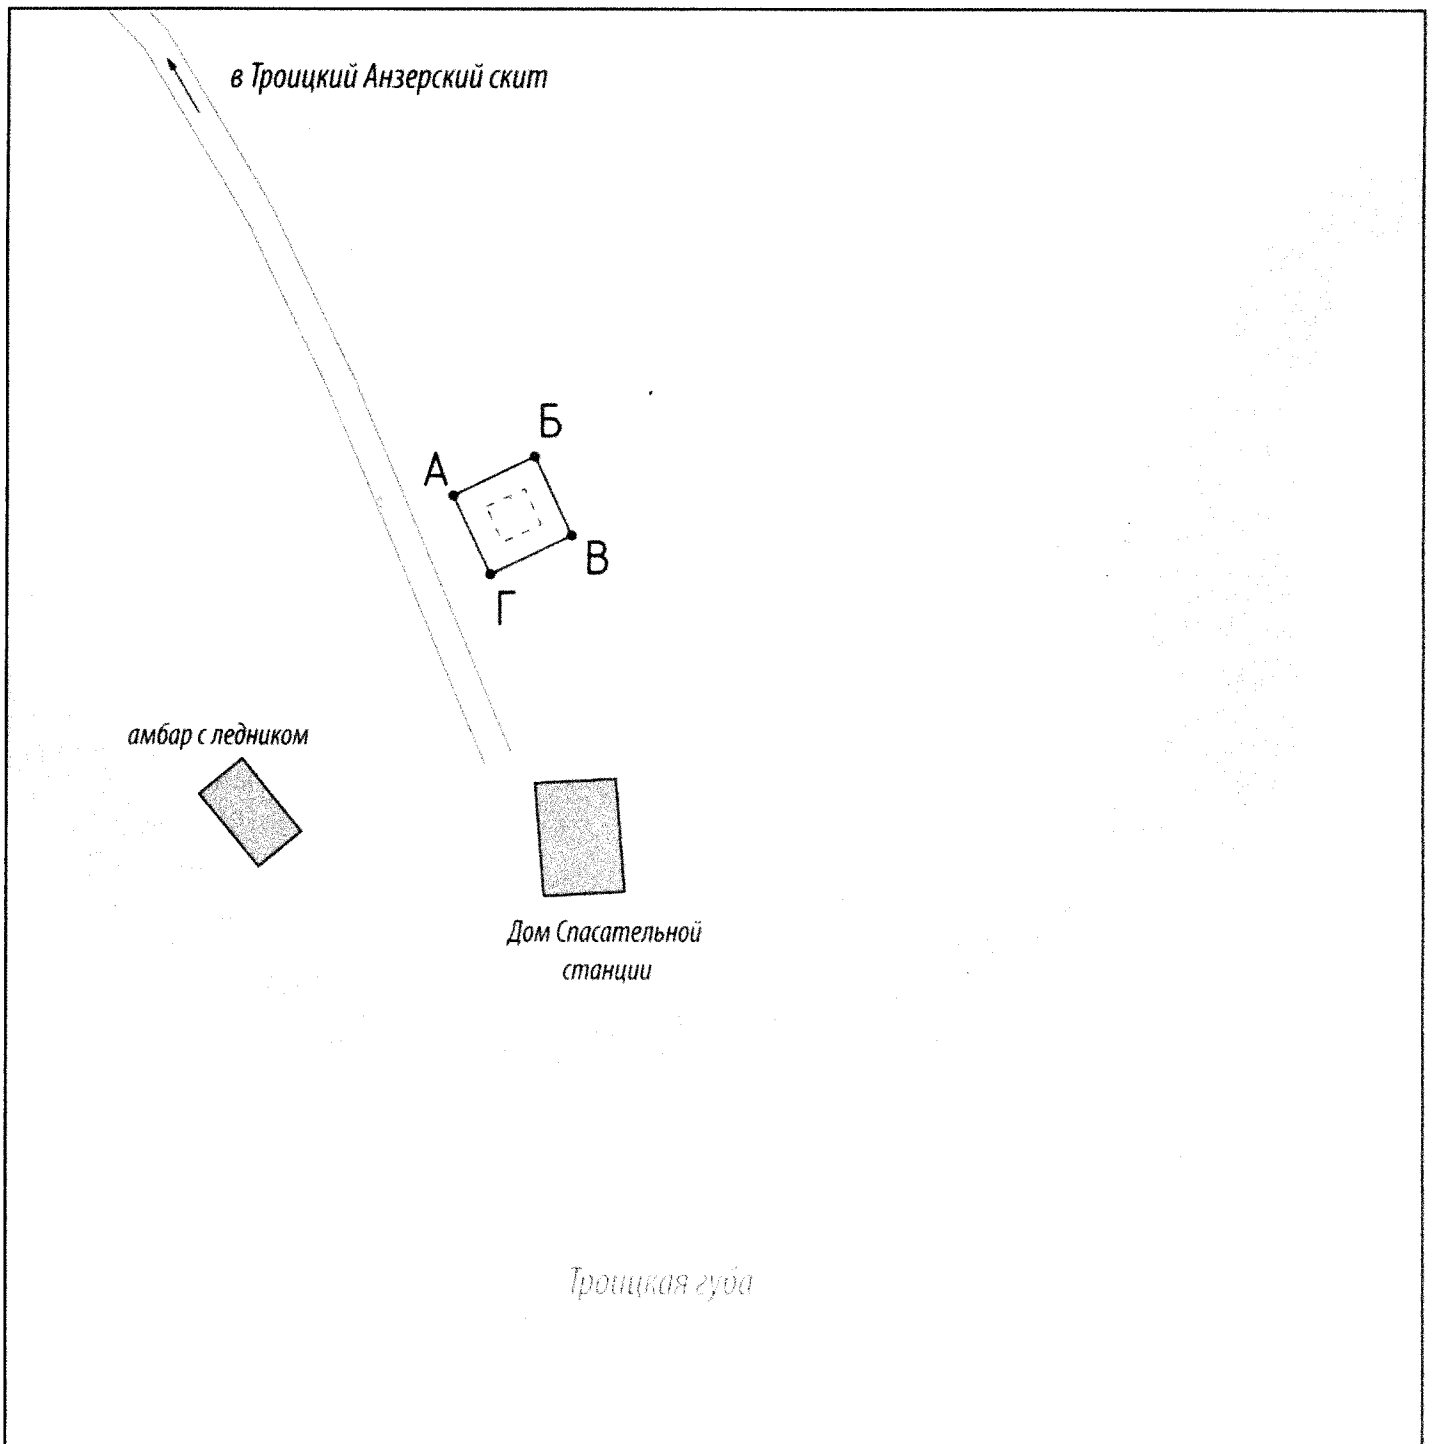 в Троицкий Анзерский скит
Б
А
В
Г
амбар с ледником
Дом Спасательной
станции
Троицкая губа